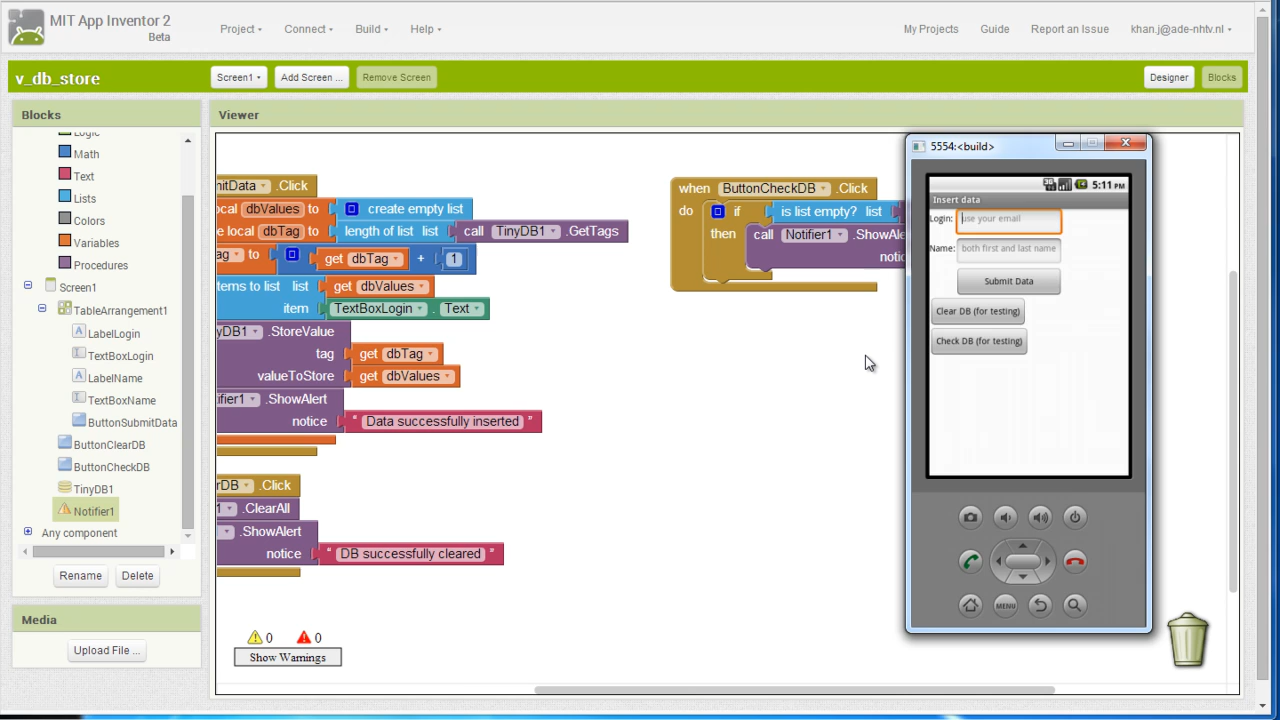 MIT App Inventor 2
Beta
Project Connect Build Help
My Projects Guide Report an Issue khan.j@ade-nhtv.nl
v_db_store
Screen1 Add Screen ... Remove Screen
Designer Blocks
Blocks
Logic
Math
Text
Lists
Colors
Variables
Procedures
Screen1
TableArrangement1
LabelLogin
TextBoxLogin
LabelName
TextBoxName
ButtonSubmitData
ButtonClearDB
ButtonCheckDB
TinyDB1
Notifier1
Any component
Rename Delete
Media
Upload File ...
Viewer
mitData .Click
ocal dbValues to create empty list
e local dbTag to length of list list call TinyDB1 .GetTags
ag to get dbTag + 1
tems to list list get dbValues
item TextBoxLogin . Text
yDB1 .StoreValue
tag get dbTag
valueToStore get dbValues
ifier1 .ShowAlert
notice " Data successfully inserted "
rDB .Click
1 .ClearAll
.ShowAlert
notice " DB successfully cleared "
0 0
Show Warnings
when ButtonCheckDB .Click
do if is list empty? list
then call Notifier1 .ShowAle
notic
5554:<build>
3G 5:11 PM
Insert data
Login: use your email
Name: both first and last name
Submit Data
Clear DB (for testing)
Check DB (for testing)
MENU